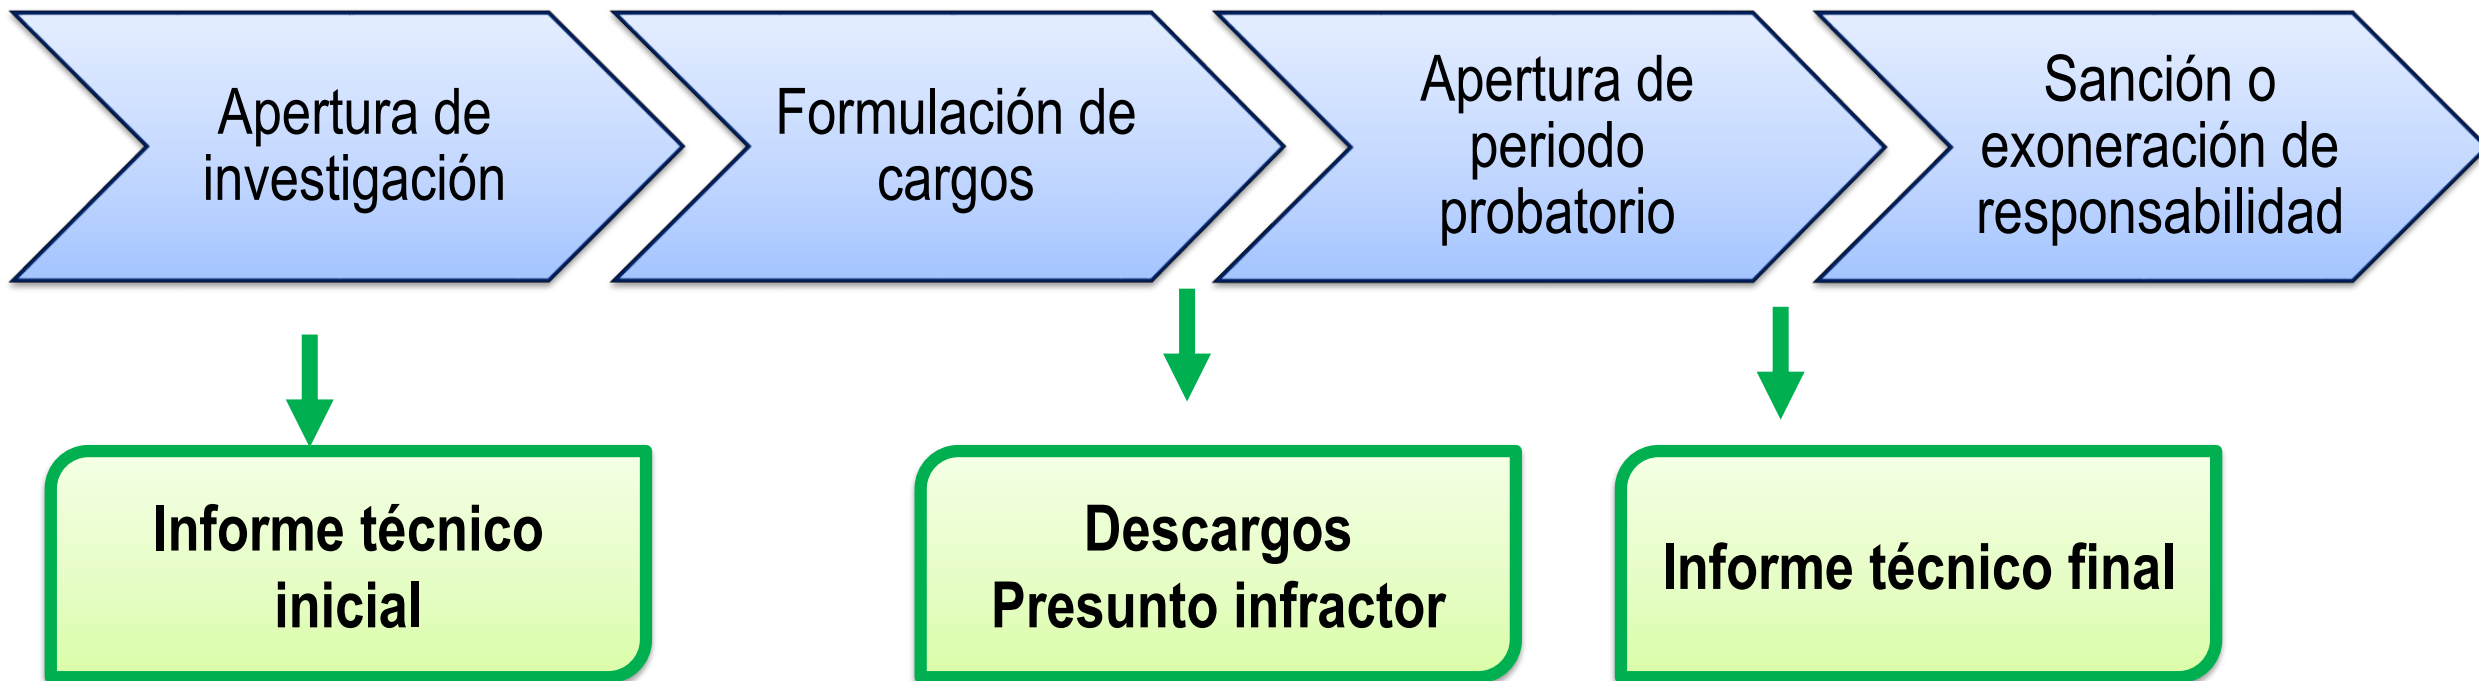 Apertura de
investigación
Formulación de
cargos
Apertura de
periodo
probatorio
Sanción o
exoneración de
responsabilidad
Informe técnico
inicial
Descargos
Presunto infractor
Informe técnico final